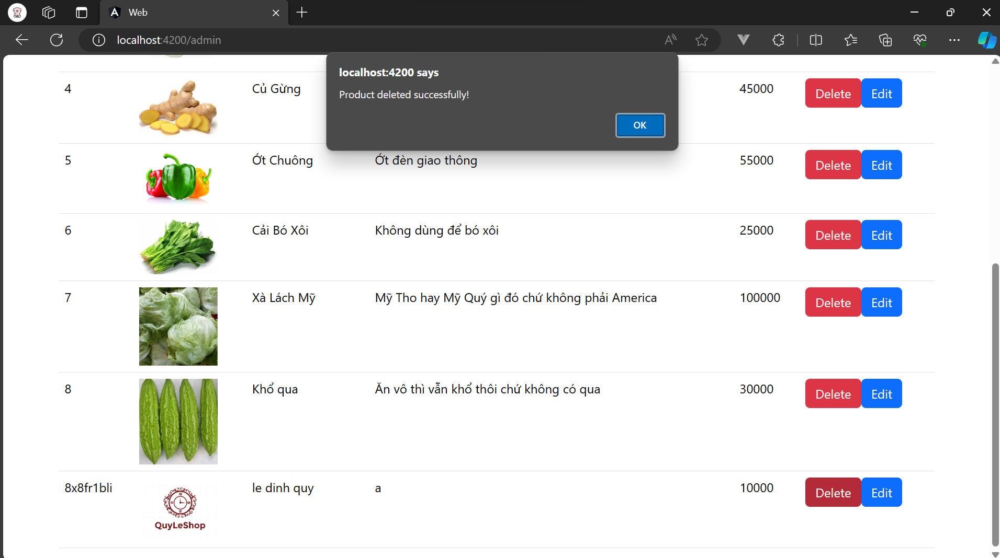 Web
localhost:4200/admin
localhost:4200 says
Product deleted successfully!
OK
4 Củ Gừng 45000 Delete Edit
5 Ớt Chuông Ớt đèn giao thông 55000 Delete Edit
6 Cải Bó Xôi Không dùng để bó xôi 25000 Delete Edit
7 Xà Lách Mỹ Mỹ Tho hay Mỹ Quý gì đó chứ không phải America 100000 Delete Edit
8 Khổ qua Ăn vô thì vẫn khổ thôi chứ không có qua 30000 Delete Edit
8x8fr1bli le dinh quy a 10000 Delete Edit
QuyLeShop